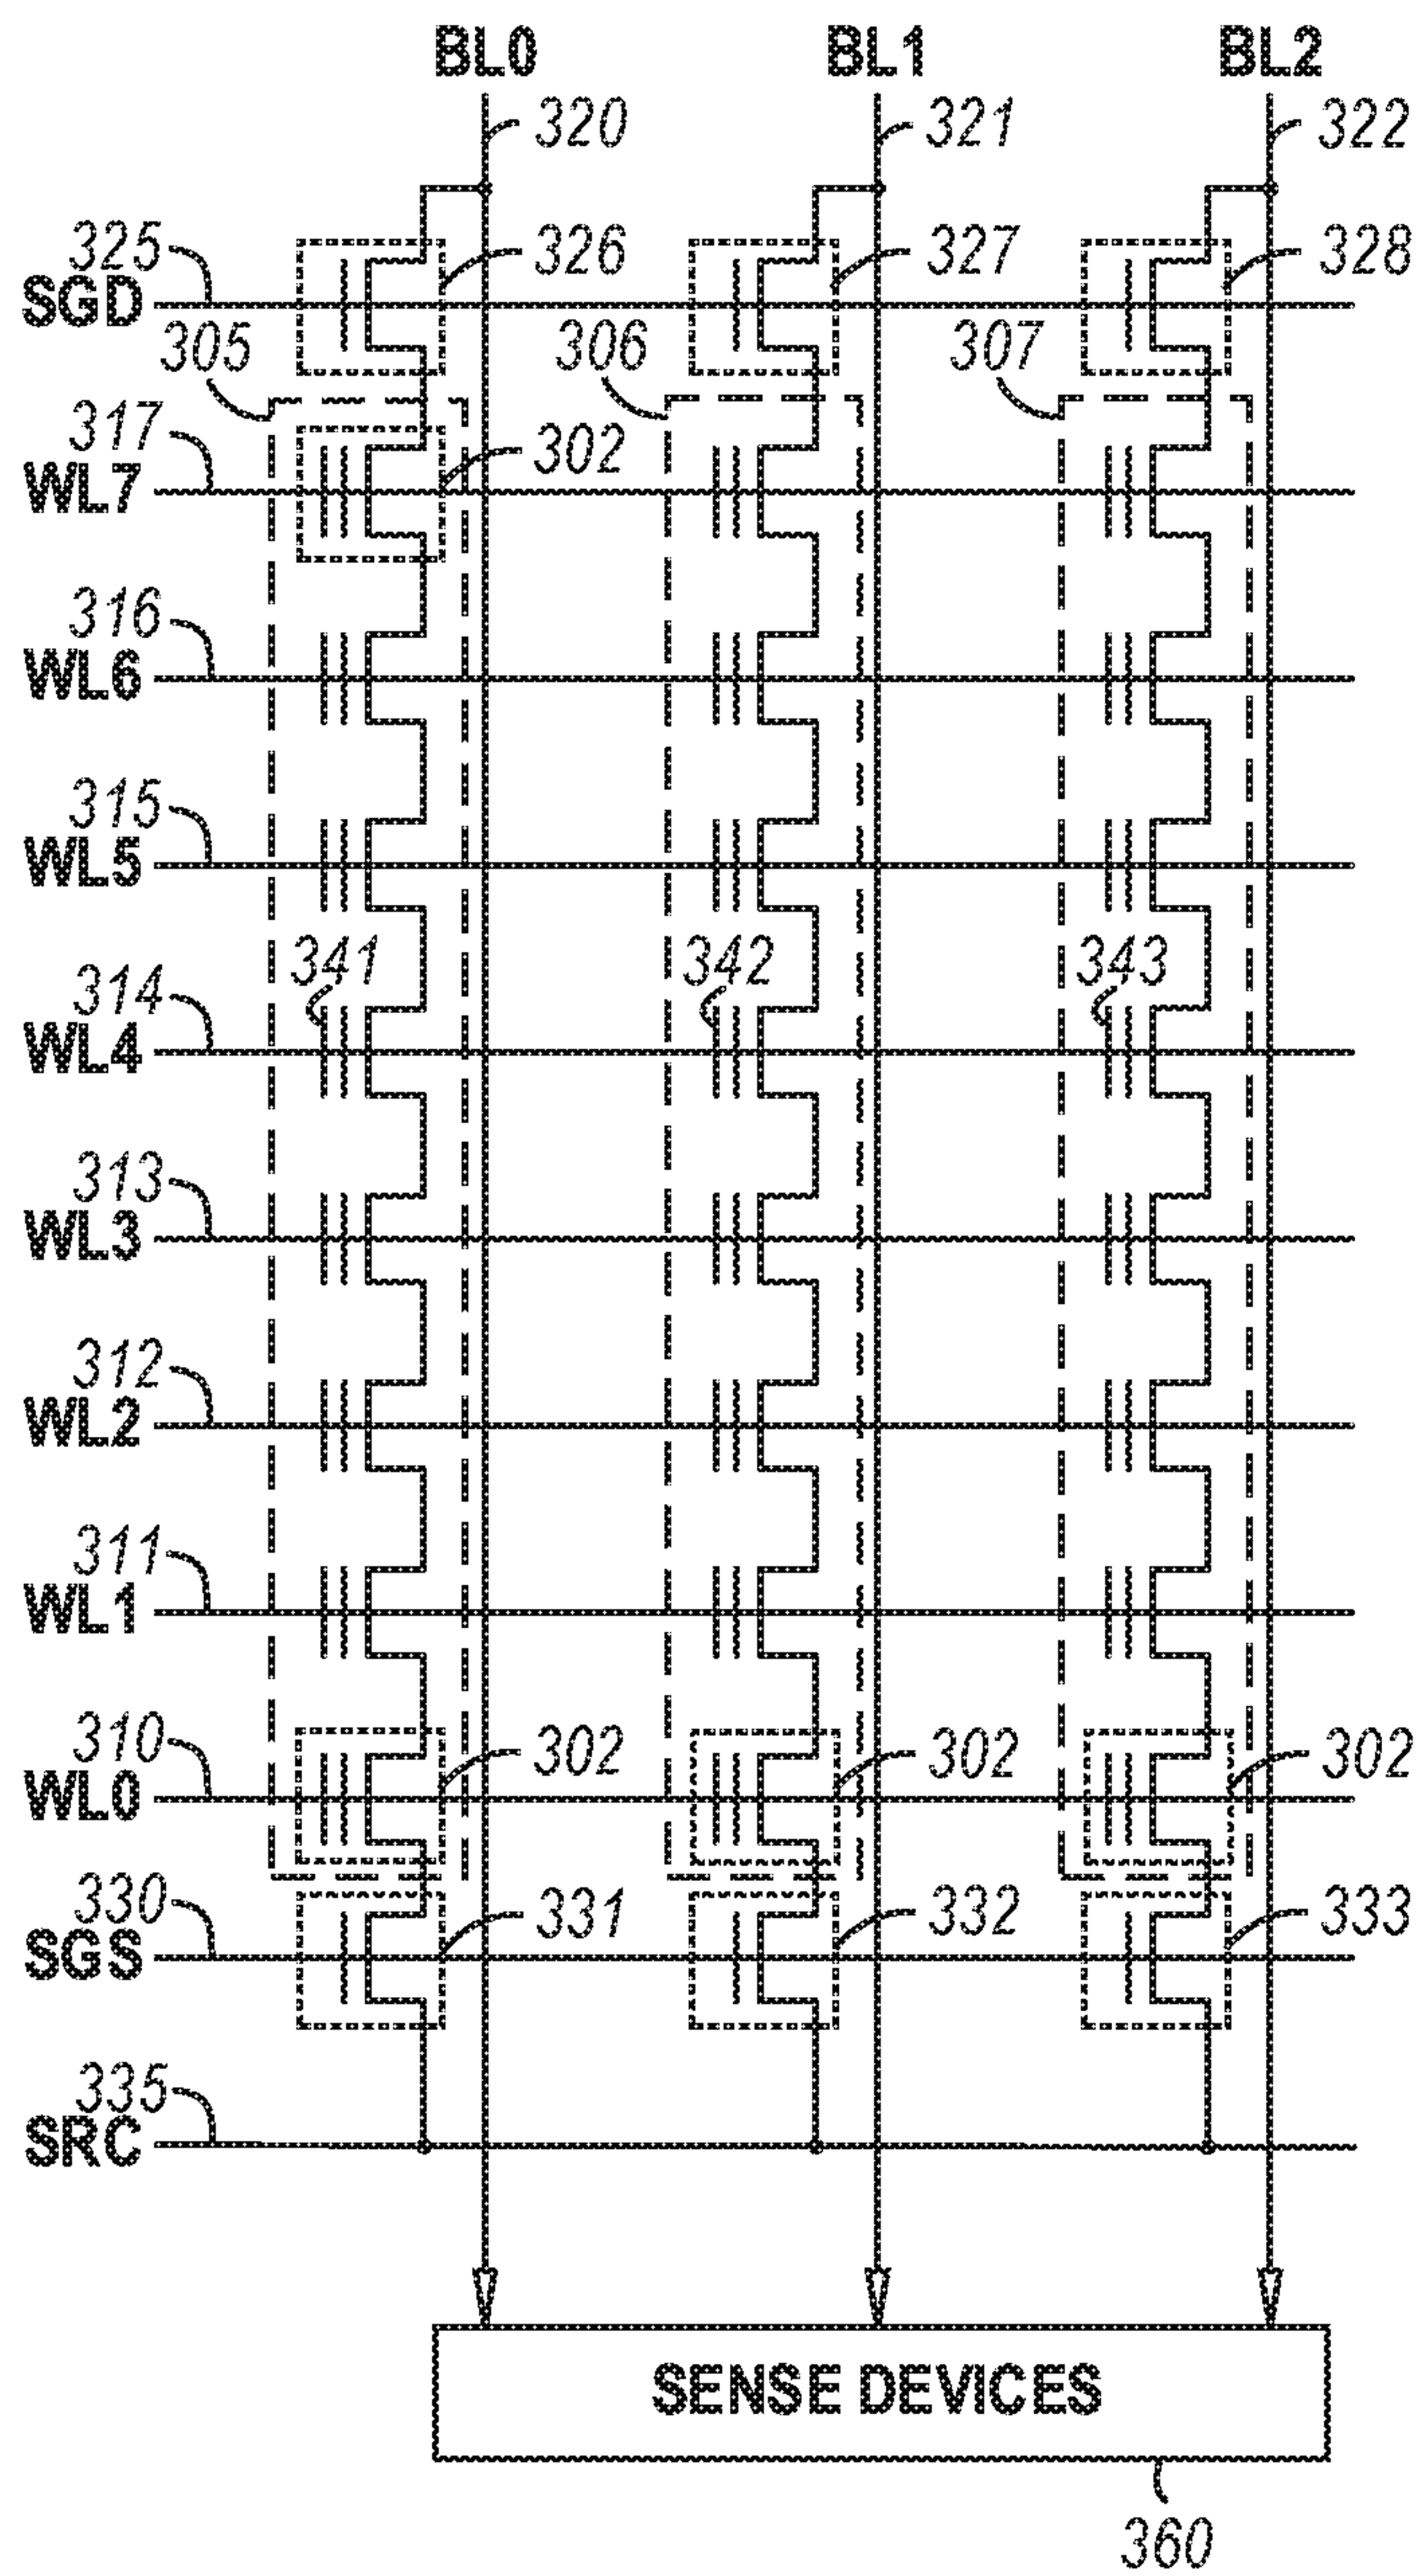 BL0 BL1 BL2
320 321 322
325 326 327 328
SGD
305 306 307
317 302
WL7
316
WL6
315
WL5
341 342 343
314
WL4
313
WL3
312
WL2
311
WL1
310 302 302 302
WL0
330 331 332 333
SGS
335
SRC
SENSE DEVICES
360